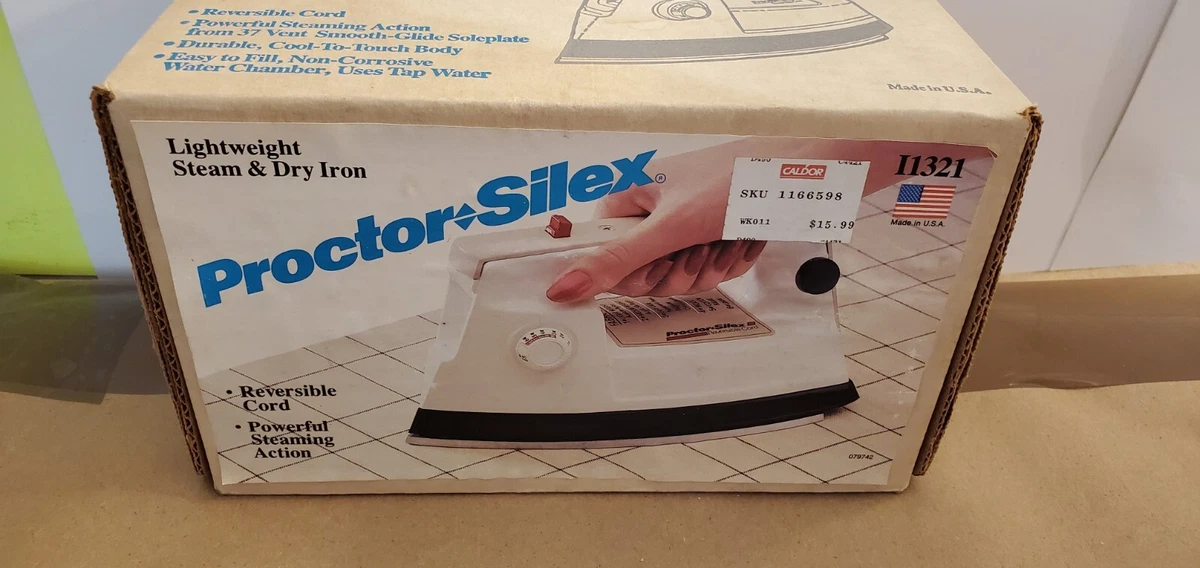 • Reversible Cord
• Powerful Steaming Action
from 37 Vent Smooth-Glide Soleplate
• Durable, Cool-To-Touch Body
• Easy to Fill, Non-Corrosive
Water Chamber, Uses Tap Water
Made in U.S.A.
Lightweight
Steam & Dry Iron
Proctor-Silex®
CALDOR
SKU 1166598
WK011 $15.99
I1321
Made in U.S.A.
Proctor-Silex
• Reversible
Cord
• Powerful
Steaming
Action
079742